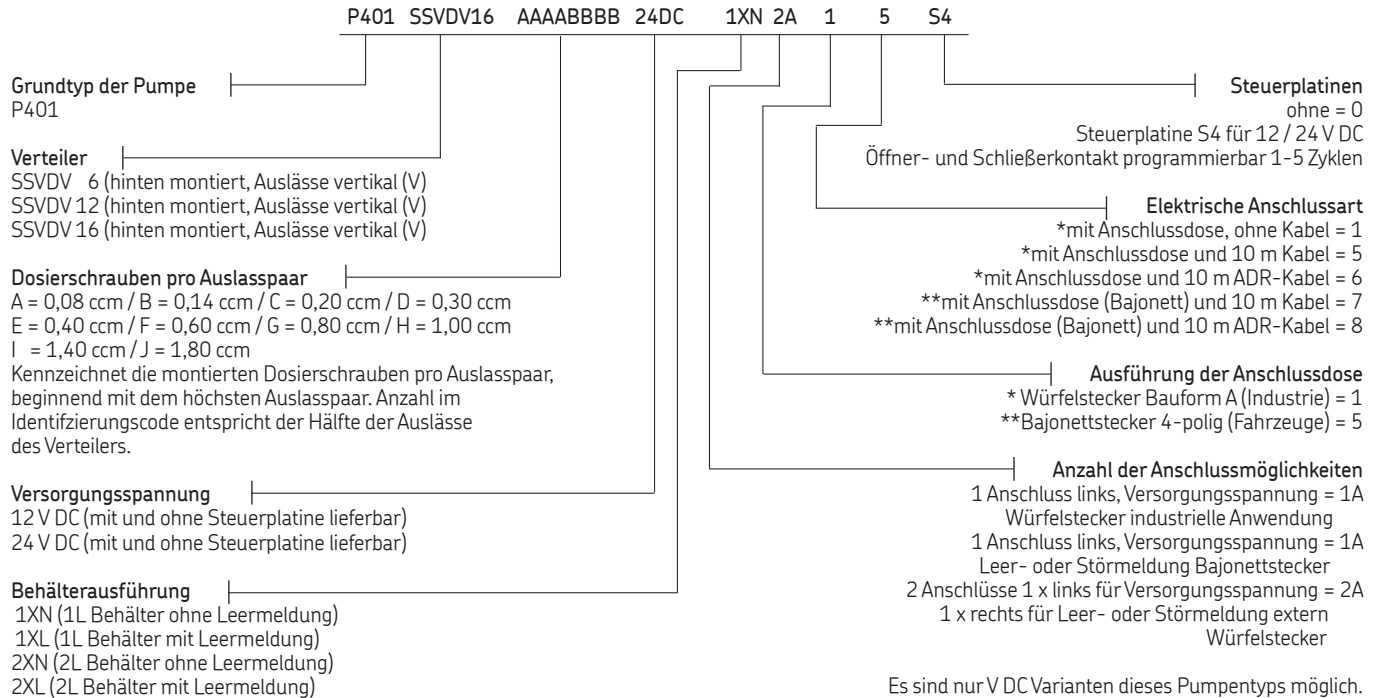 P401 SSVDV16 AAAABBBB 24DC 1XN 2A 1 5 S4
Grundtyp der Pumpe
P401
Verteiler
SSVDV 6 (hinten montiert, Auslässe vertikal (V)
SSVDV 12 (hinten montiert, Auslässe vertikal (V)
SSVDV 16 (hinten montiert, Auslässe vertikal (V)
Dosierschrauben pro Auslasspaar
A = 0,08 ccm / B = 0,14 ccm / C = 0,20 ccm / D = 0,30 ccm
E = 0,40 ccm / F = 0,60 ccm / G = 0,80 ccm / H = 1,00 ccm
I = 1,40 ccm / J = 1,80 ccm
Kennzeichnet die montierten Dosierschrauben pro Auslasspaar,
beginnend mit dem höchsten Auslasspaar. Anzahl im
Identifzierungscode entspricht der Hälfte der Auslässe
des Verteilers.
Versorgungsspannung
12 V DC (mit und ohne Steuerplatine lieferbar)
24 V DC (mit und ohne Steuerplatine lieferbar)
Behälterausführung
1XN (1L Behälter ohne Leermeldung)
1XL (1L Behälter mit Leermeldung)
2XN (2L Behälter ohne Leermeldung)
2XL (2L Behälter mit Leermeldung)
Steuerplatinen
ohne = 0
Steuerplatine S4 für 12 / 24 V DC
Öffner- und Schließerkontakt programmierbar 1-5 Zyklen
Elektrische Anschlussart
*mit Anschlussdose, ohne Kabel = 1
*mit Anschlussdose und 10 m Kabel = 5
*mit Anschlussdose und 10 m ADR-Kabel = 6
**mit Anschlussdose (Bajonett) und 10 m Kabel = 7
**mit Anschlussdose (Bajonett) und 10 m ADR-Kabel = 8
Ausführung der Anschlussdose
* Würfelstecker Bauform A (Industrie) = 1
**Bajonettstecker 4-polig (Fahrzeuge) = 5
Anzahl der Anschlussmöglichkeiten
1 Anschluss links, Versorgungsspannung = 1A
Würfelstecker industrielle Anwendung
1 Anschluss links, Versorgungsspannung = 1A
Leer- oder Störmeldung Bajonettstecker
2 Anschlüsse 1 x links für Versorgungsspannung = 2A
1 x rechts für Leer- oder Störmeldung extern
Würfelstecker
Es sind nur V DC Varianten dieses Pumpentyps möglich.